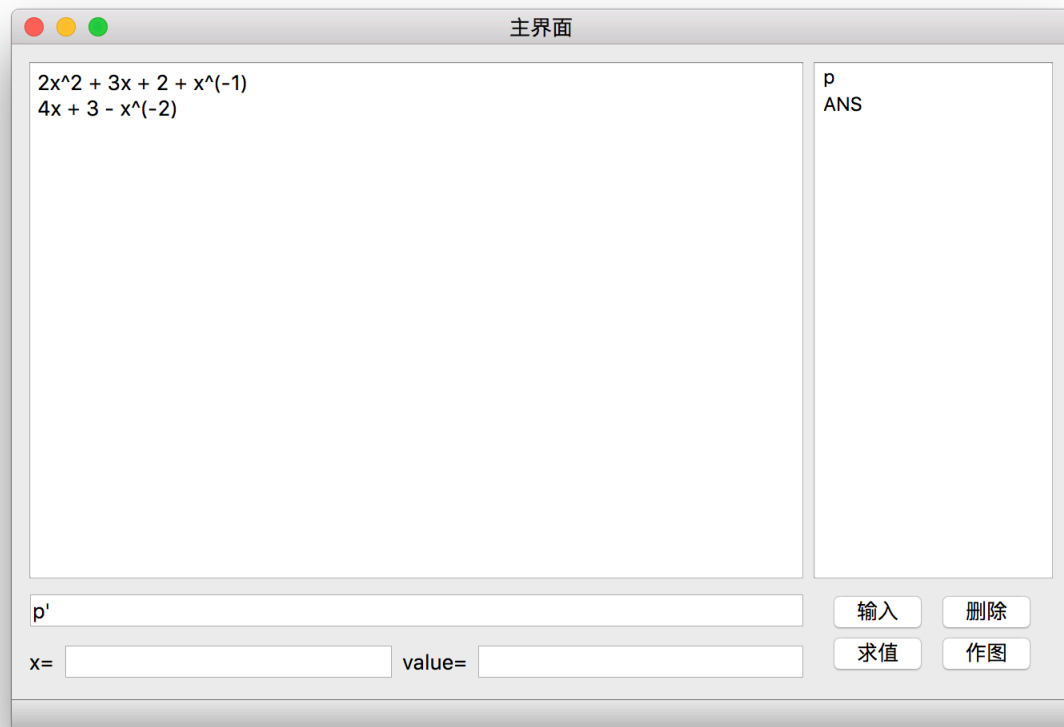 主界面
2x^2 + 3x + 2 + x^(-1)
4x + 3 - x^(-2)
p
ANS
p'
输入 删除
x= value= 求值 作图